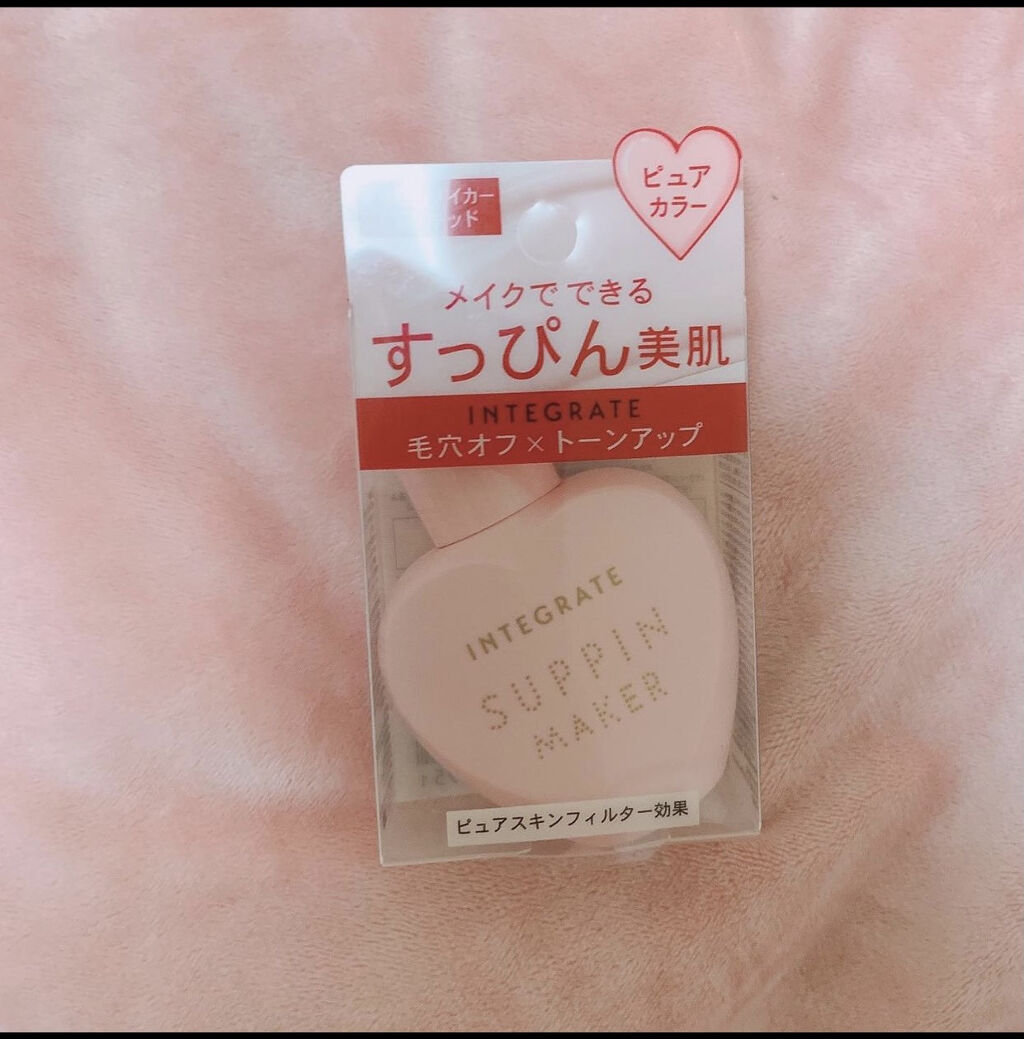 イカー
ッド
ピュア
カラー
メイクで できる
すっぴん美肌
INTEGRATE
毛穴オフ×トーンアップ
INTEGRATE
SUPPIN
MAKER
ピュアスキンフィルター効果